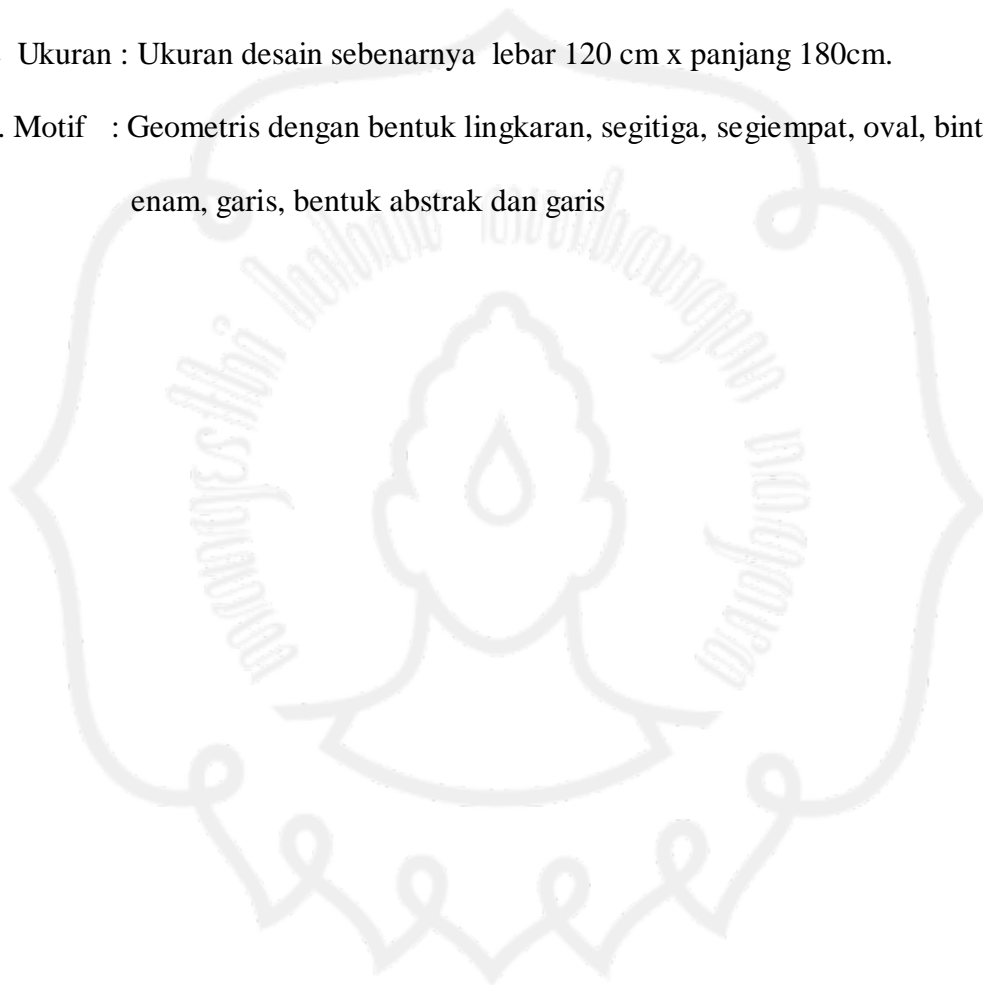 Ukuran : Ukuran desain sebenarnya lebar 120 cm x panjang 180cm.
. Motif : Geometris dengan bentuk lingkaran, segitiga, segiempat, oval, bint
enam, garis, bentuk abstrak dan garis